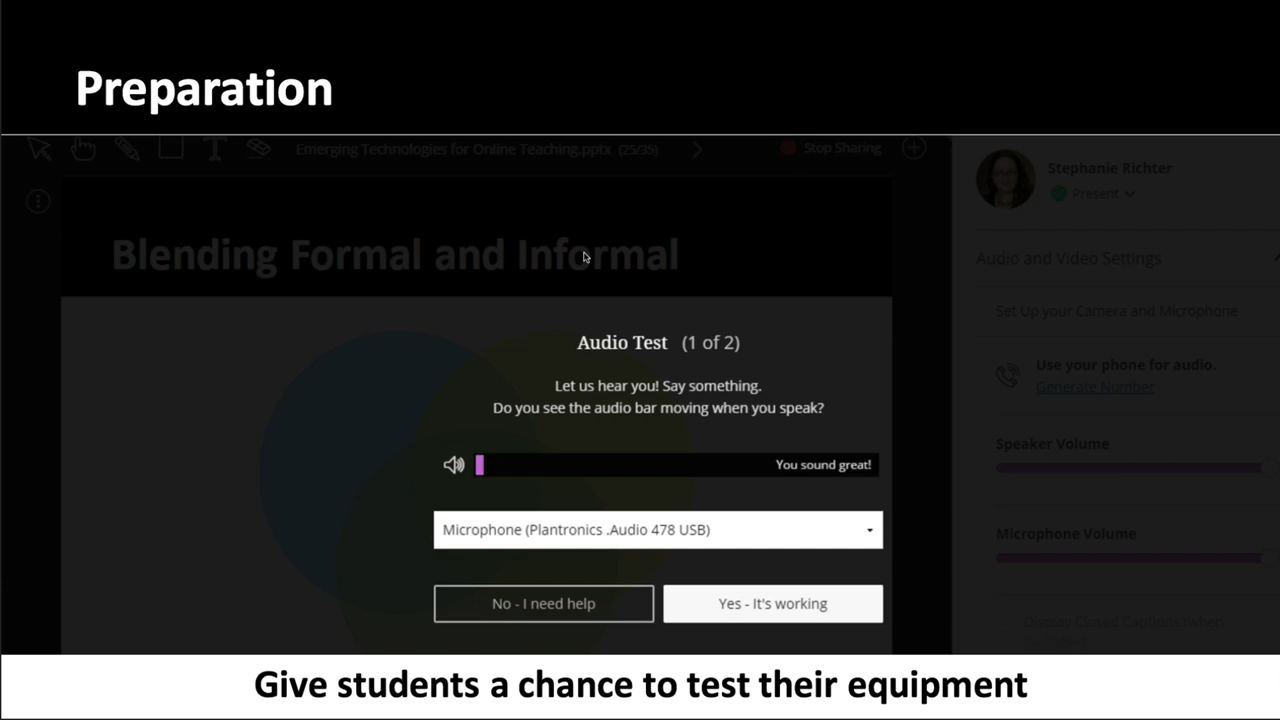 Preparation
Emerging Technologies for Online Teaching.pptx (25/35)
Stop Sharing
Stephanie Richter
Present
Blending Formal and Informal
Audio and Video Settings
Set Up your Camera and Microphone
Audio Test (1 of 2)
Use your phone for audio.
Generate Number
Let us hear you! Say something.
Do you see the audio bar moving when you speak?
Speaker Volume
You sound great!
Microphone (Plantronics .Audio 478 USB)
Microphone Volume
No - I need help
Yes - It's working
Display Closed Captions (when
Give students a chance to test their equipment